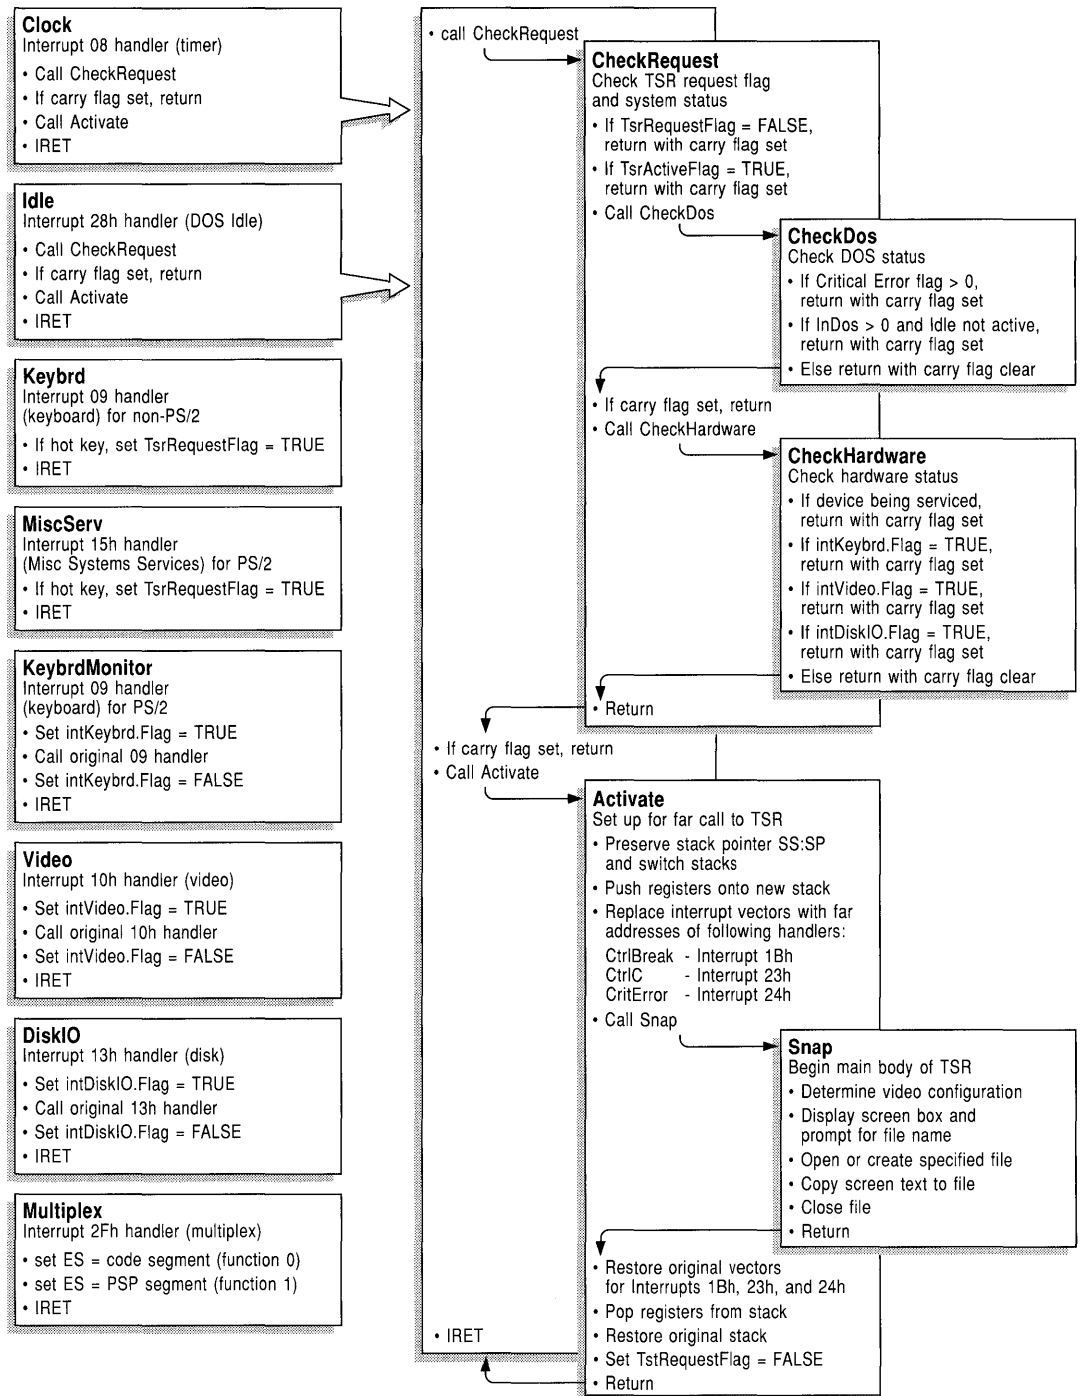 Clock
Interrupt 08 handler (timer)
• Call CheckRequest
• If carry flag set, return
• Call Activate
• IRET
Idle
Interrupt 28h handler (DOS Idle)
• Call CheckRequest
• If carry flag set, return
• Call Activate
• IRET
Keybrd
Interrupt 09 handler
(keyboard) for non-PS/2
• If hot key, set TsrRequestFlag = TRUE
• IRET
MiscServ
Interrupt 15h handler
(Misc Systems Services) for PS/2
• If hot key, set TsrRequestFlag = TRUE
• IRET
KeybrdMonitor
Interrupt 09 handler
(keyboard) for PS/2
• Set intKeybrd.Flag = TRUE
• Call original 09 handler
• Set intKeybrd.Flag = FALSE
• IRET
Video
Interrupt 10h handler (video)
• Set intVideo.Flag = TRUE
• Call original 10h handler
• Set intVideo.Flag = FALSE
• IRET
DiskIO
Interrupt 13h handler (disk)
• Set intDiskIO.Flag = TRUE
• Call original 13h handler
• Set intDiskIO.Flag = FALSE
• IRET
Multiplex
Interrupt 2Fh handler (multiplex)
• set ES = code segment (function 0)
• set ES = PSP segment (function 1)
• IRET
• call CheckRequest
CheckRequest
Check TSR request flag
and system status
• If TsrRequestFlag = FALSE,
return with carry flag set
• If TsrActiveFlag = TRUE,
return with carry flag set
• Call CheckDos
CheckDos
Check DOS status
• If Critical Error flag > 0,
return with carry flag set
• If InDos > 0 and Idle not active,
return with carry flag set
• Else return with carry flag clear
• If carry flag set, return
• Call CheckHardware
CheckHardware
Check hardware status
• If device being serviced,
return with carry flag set
• If intKeybrd.Flag = TRUE,
return with carry flag set
• If intVideo.Flag = TRUE,
return with carry flag set
• If intDiskIO.Flag = TRUE,
return with carry flag set
• Else return with carry flag clear
• Return
• If carry flag set, return
• Call Activate
Activate
Set up for far call to TSR
• Preserve stack pointer SS:SP
and switch stacks
• Push registers onto new stack
• Replace interrupt vectors with far
addresses of following handlers:
CtrlBreak - Interrupt 1Bh
CtrlC - Interrupt 23h
CritError - Interrupt 24h
• Call Snap
Snap
Begin main body of TSR
• Determine video configuration
• Display screen box and
prompt for file name
• Open or create specified file
• Copy screen text to file
• Close file
• Return
• Restore original vectors
for Interrupts 1Bh, 23h, and 24h
• Pop registers from stack
• Restore original stack
• Set TstRequestFlag = FALSE
• Return
• IRET